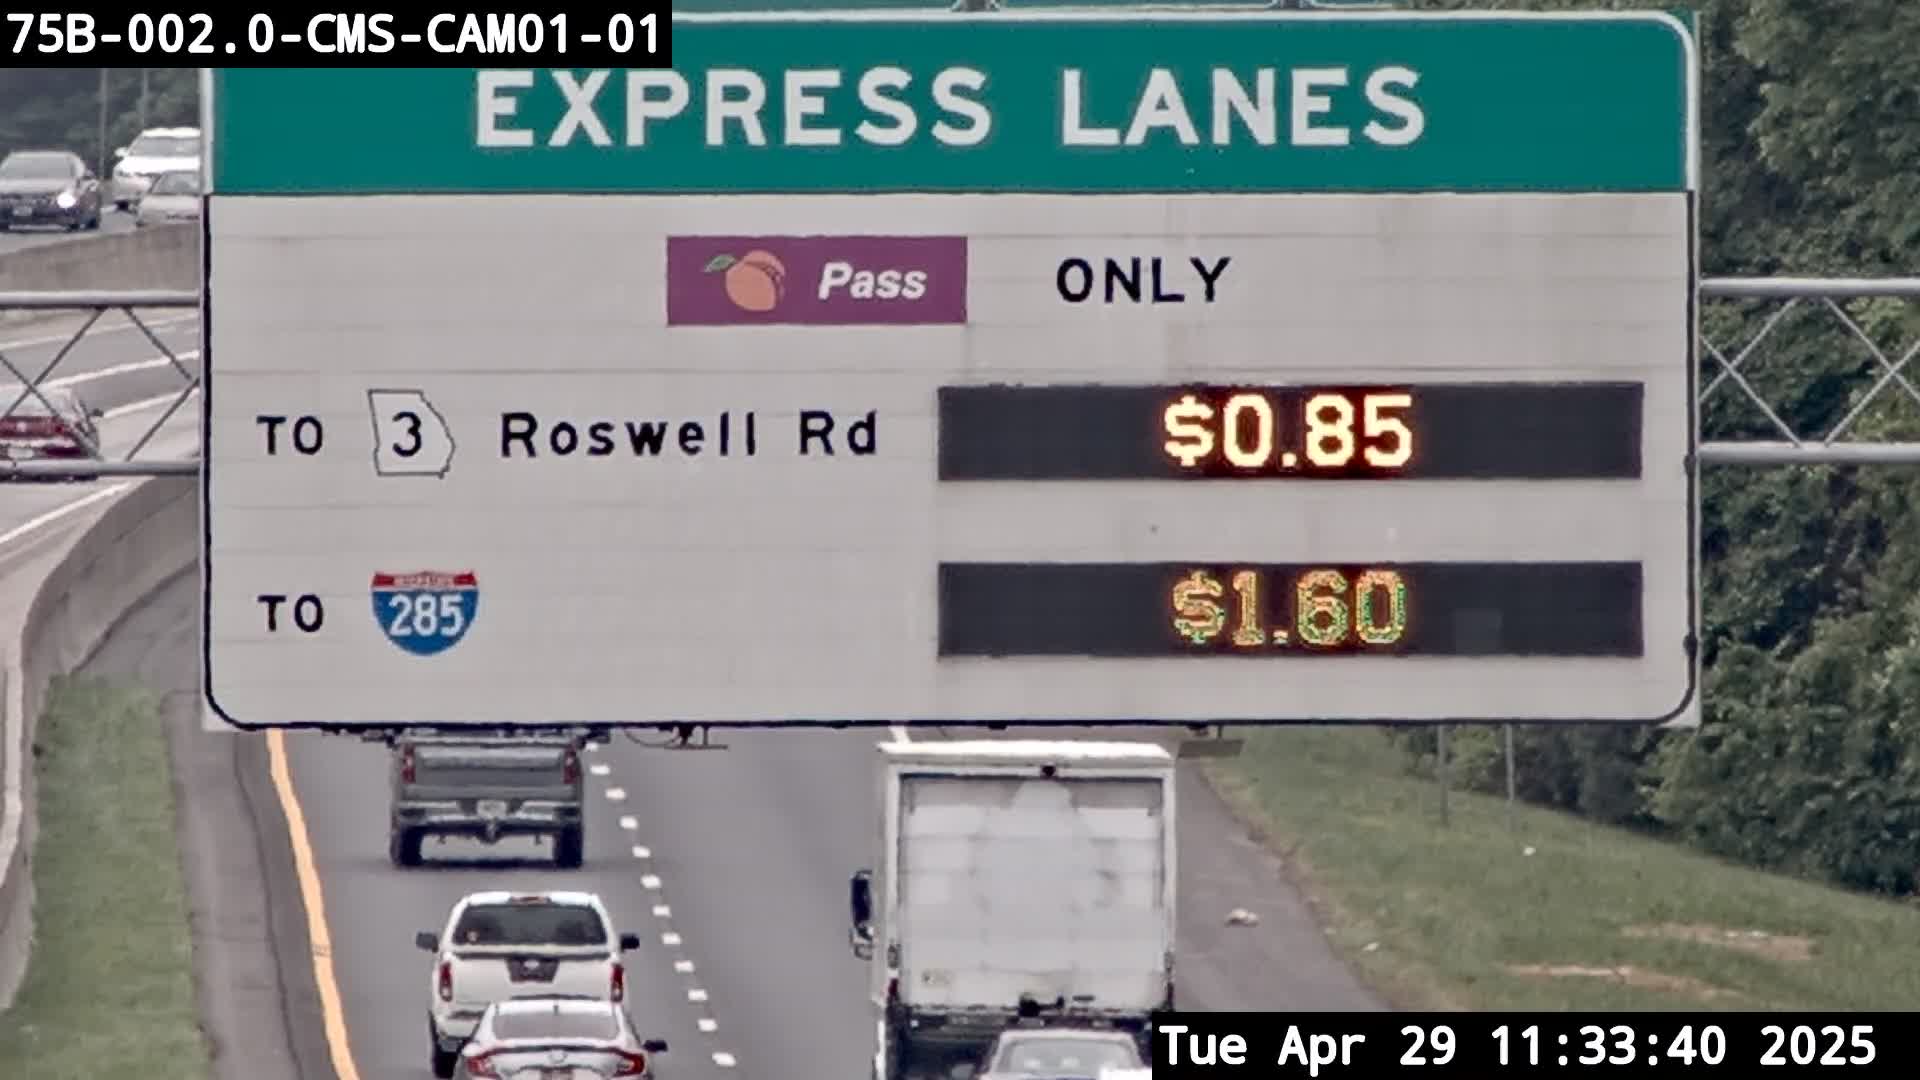 75B-002.0-CMS-CAM01-01
EXPRESS LANES
Pass ONLY
TO 3 Roswell Rd $0.85
TO 285 $1.60
Tue Apr 29 11:33:40 2025